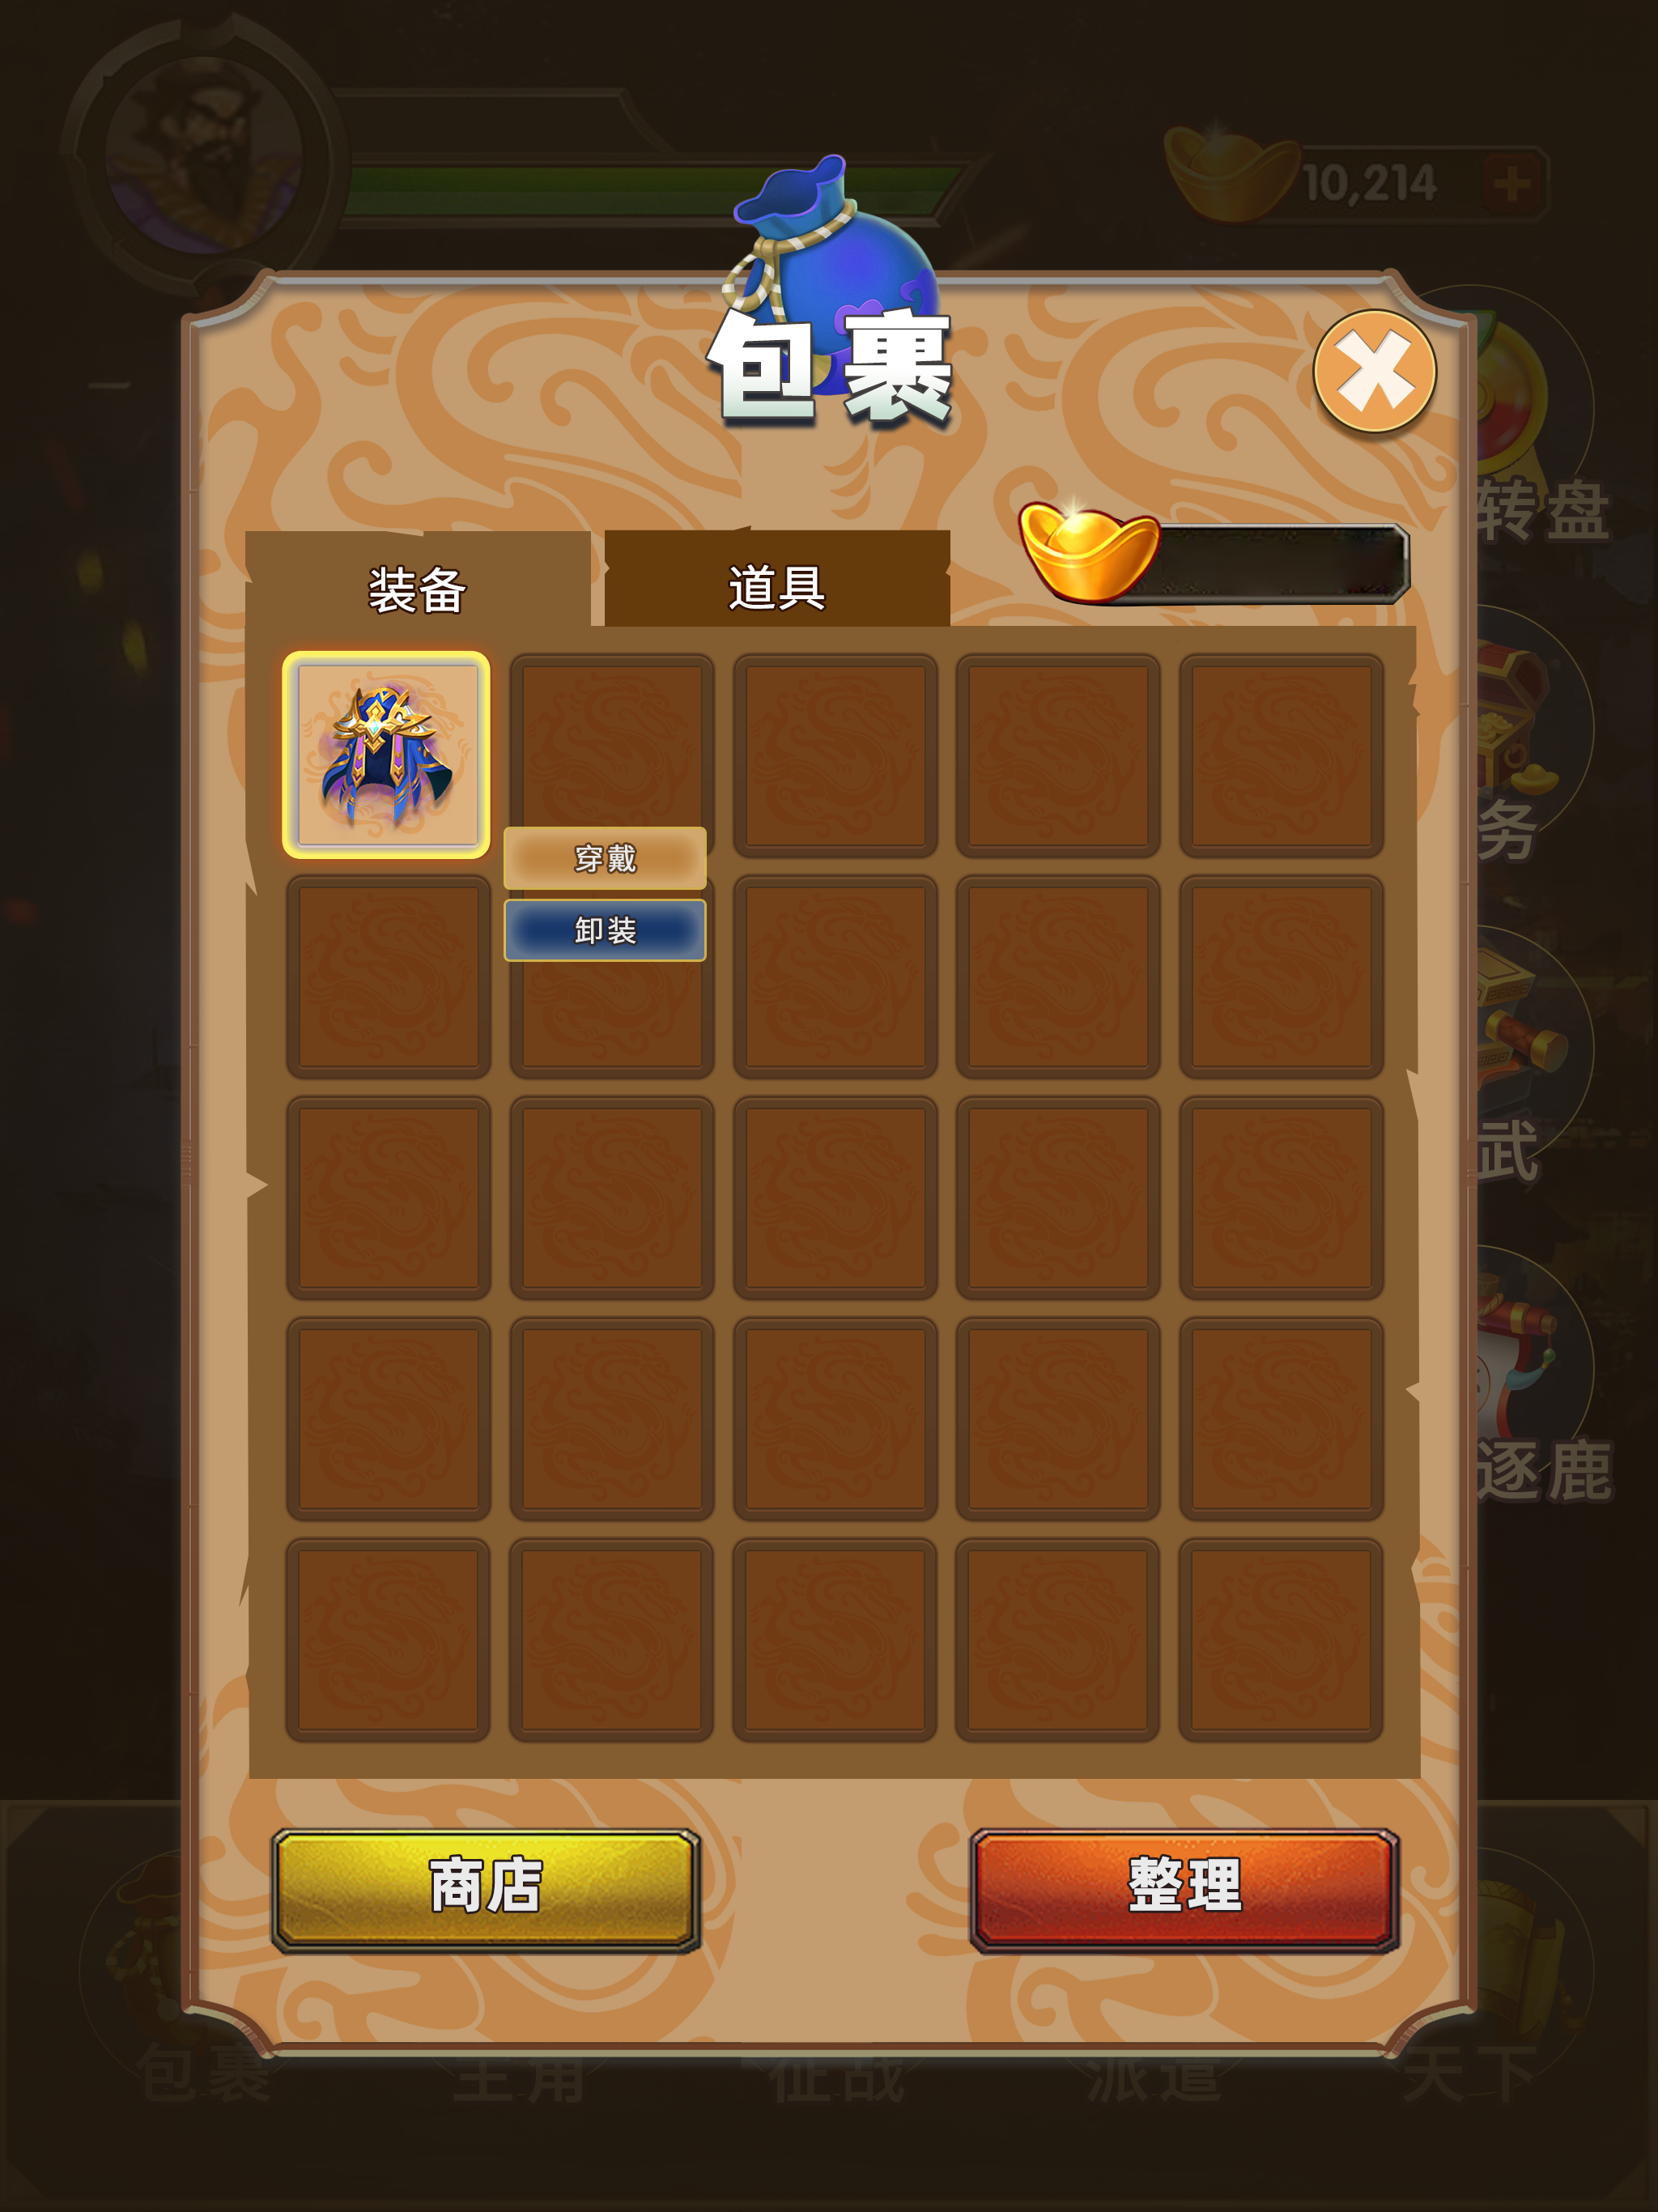 10,214
包裹
转盘
装备
道具
务
穿戴
卸装
武
逐鹿
商店
整理
包裹
主角
征战
派遣
天下